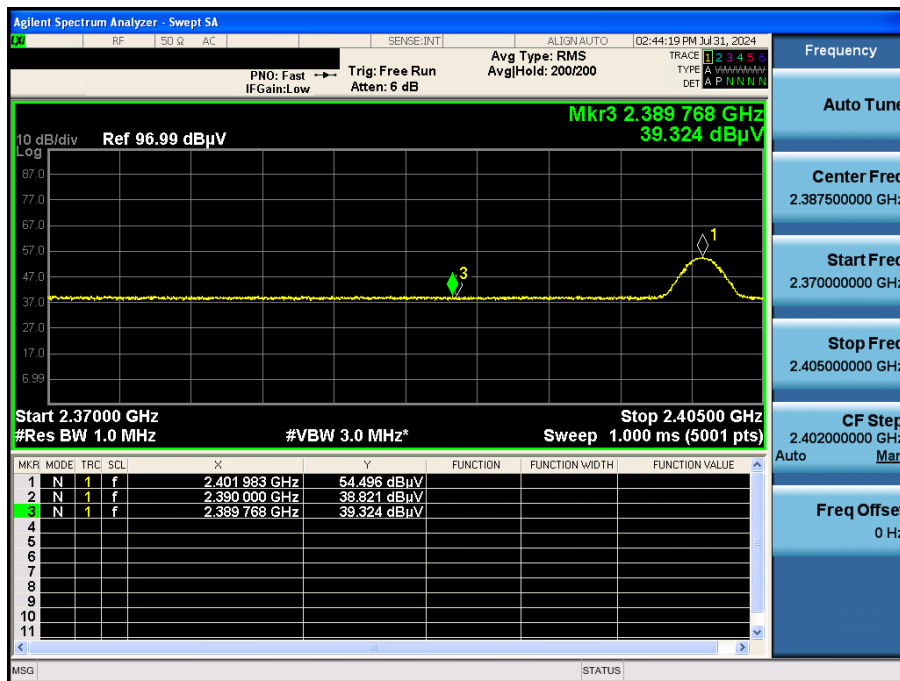 Agilent Spectrum Analyzer - Swept SA
LXI RF 50 Ω AC SENSE:INT ALIGNAUTO 02:44:19 PM Jul 31, 2024
PNO: Fast Trig: Free Run Avg Type: RMS TRACE 1 2 3 4 5 6
IFGain:Low Atten: 6 dB Avg|Hold: 200/200 TYPE A WWWWW
DET A P N N N N
Mkr3 2.389 768 GHz
39.324 dBµV
10 dB/div Ref 96.99 dBµV
Log
87.0
77.0
67.0
57.0
47.0
37.0
27.0
17.0
6.99
1
3
Start 2.37000 GHz Stop 2.40500 GHz
#Res BW 1.0 MHz #VBW 3.0 MHz* Sweep 1.000 ms (5001 pts)
MKR MODE TRC SCL X Y FUNCTION FUNCTION WIDTH FUNCTION VALUE
1 N 1 f 2.401 983 GHz 54.496 dBµV
2 N 1 f 2.390 000 GHz 38.821 dBµV
3 N 1 f 2.389 768 GHz 39.324 dBµV
4
5
6
7
8
9
10
11
MSG STATUS
Frequency
Auto Tune
Center Freq
2.387500000 GHz
Start Freq
2.370000000 GHz
Stop Freq
2.405000000 GHz
CF Step
2.402000000 GHz
Auto Man
Freq Offset
0 Hz